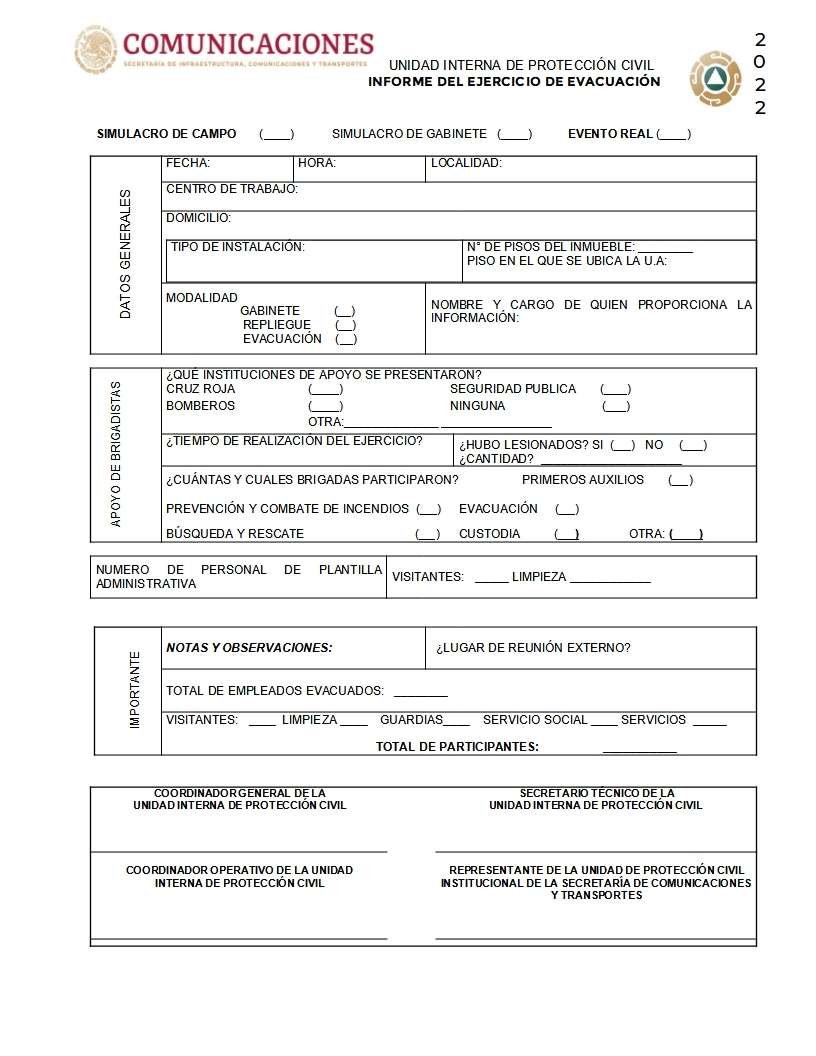 COMUNICACIONES
SECRETARÍA DE INFRAESTRUCTURA, COMUNICACIONES Y TRANSPORTES
UNIDAD INTERNA DE PROTECCIÓN CIVIL
INFORME DEL EJERCICIO DE EVACUACIÓN
2
0
2
2
SIMULACRO DE CAMPO (____) SIMULACRO DE GABINETE (____) EVENTO REAL (____)
DATOS GENERALES
FECHA: HORA: LOCALIDAD:
CENTRO DE TRABAJO:
DOMICILIO:
TIPO DE INSTALACIÓN: N° DE PISOS DEL INMUEBLE: ________
PISO EN EL QUE SE UBICA LA U.A:
MODALIDAD
GABINETE (__)
REPLIEGUE (__)
EVACUACIÓN (__)
NOMBRE Y CARGO DE QUIEN PROPORCIONA LA
INFORMACIÓN:
APOYO DE BRIGADISTAS
¿QUÉ INSTITUCIONES DE APOYO SE PRESENTARON?
CRUZ ROJA (____) SEGURIDAD PUBLICA (___)
BOMBEROS (____) NINGUNA (___)
OTRA:______________ ________________
¿TIEMPO DE REALIZACIÓN DEL EJERCICIO? ¿HUBO LESIONADOS? SI (___) NO (___)
¿CANTIDAD? _____________________
¿CUÁNTAS Y CUALES BRIGADAS PARTICIPARON? PRIMEROS AUXILIOS (__)
PREVENCIÓN Y COMBATE DE INCENDIOS (__) EVACUACIÓN (__)
BÚSQUEDA Y RESCATE (__) CUSTODIA (___) OTRA: (____)
NUMERO DE PERSONAL DE PLANTILLA
ADMINISTRATIVA
VISITANTES: _____ LIMPIEZA ____________
IMPORTANTE
NOTAS Y OBSERVACIONES: ¿LUGAR DE REUNIÓN EXTERNO?
TOTAL DE EMPLEADOS EVACUADOS: ________
VISITANTES: ____ LIMPIEZA ____ GUARDIAS____ SERVICIO SOCIAL ____ SERVICIOS _____
TOTAL DE PARTICIPANTES: ___________
COORDINADOR GENERAL DE LA
UNIDAD INTERNA DE PROTECCIÓN CIVIL
SECRETARIO TÉCNICO DE LA
UNIDAD INTERNA DE PROTECCIÓN CIVIL
COORDINADOR OPERATIVO DE LA UNIDAD
INTERNA DE PROTECCIÓN CIVIL
REPRESENTANTE DE LA UNIDAD DE PROTECCIÓN CIVIL
INSTITUCIONAL DE LA SECRETARÍA DE COMUNICACIONES
Y TRANSPORTES